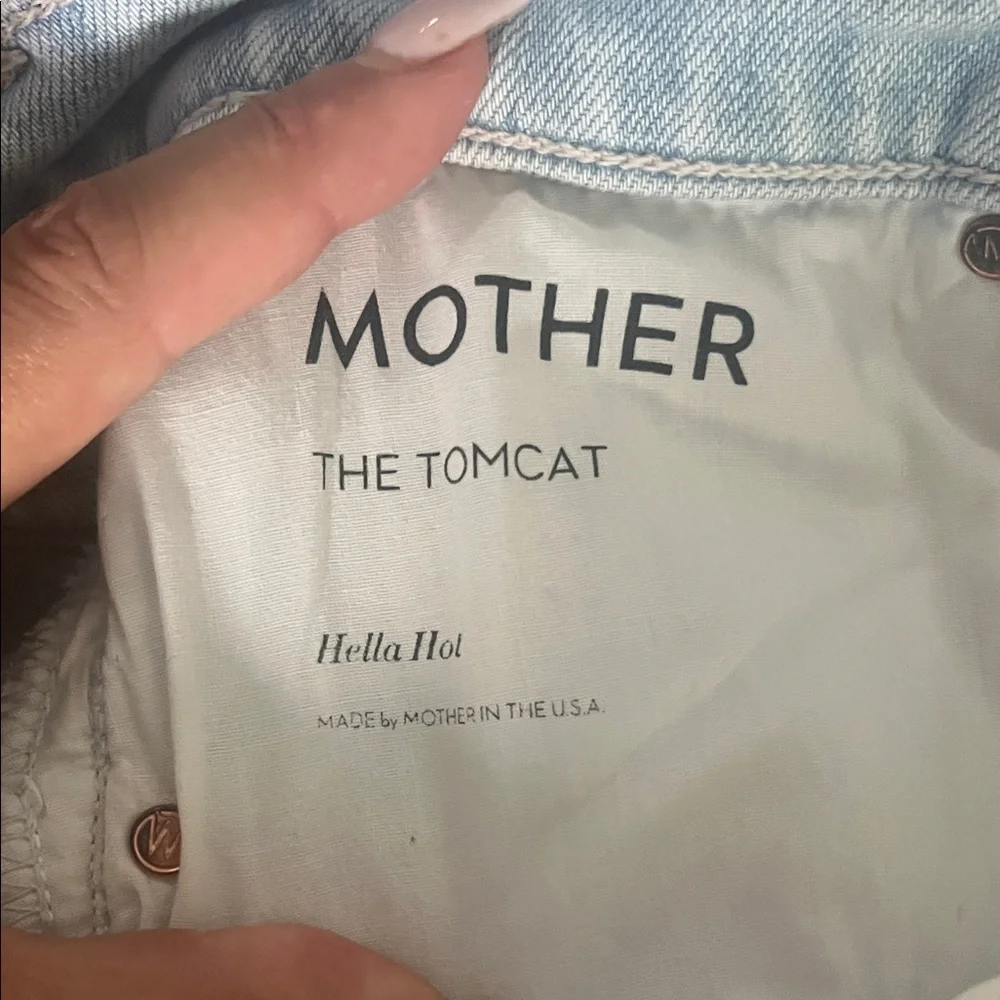 MOTHER
THE TOMCAT
Hella Hot
MADE by MOTHER IN THE U.S.A.